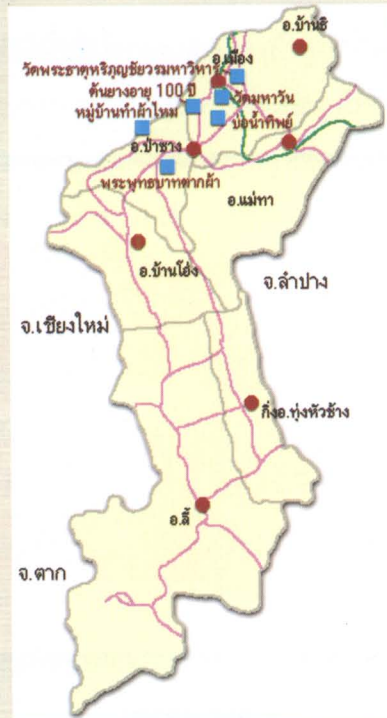 อ.บ้านธิ
อ.เมือง
วัดพระธาตุหริภุญชัยวรมหาวิหาร
ต้นยางอายุ 100 ปี
วัดมหาวัน
หมู่บ้านทำผ้าไหม
บ่อน้ำทิพย์
อ.ป่าซาง
พระพุทธบาทตากผ้า
อ.แม่ทา
อ.บ้านโฮ่ง
จ.ลำปาง
จ.เชียงใหม่
กิ่งอ.ทุ่งหัวช้าง
อ.ลี้
จ.ตาก